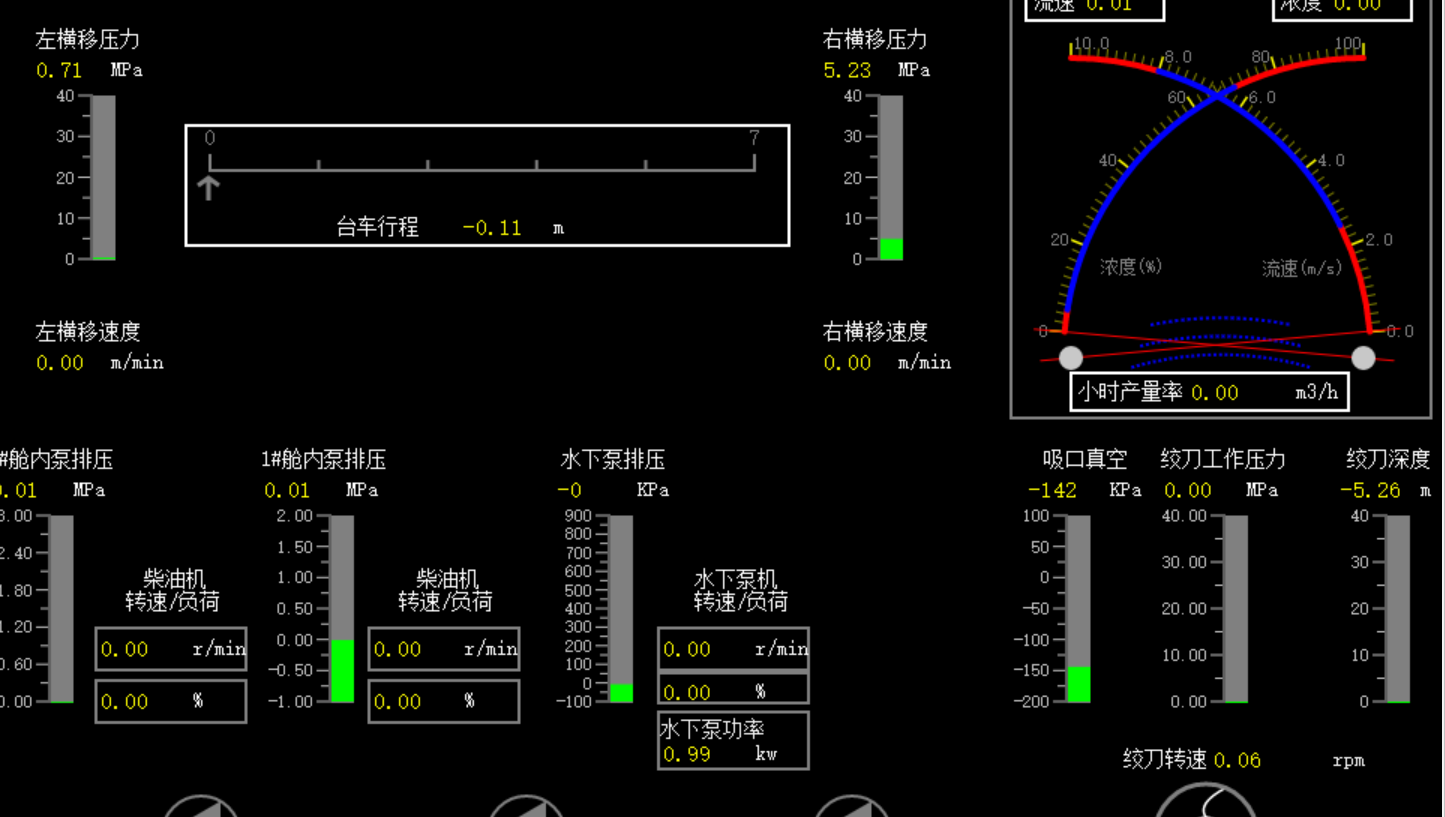 流速 0.01
浓度 0.00
左横移压力
0.71 MPa
40
30
20
10
0
0 7
台车行程 -0.11 m
右横移压力
5.23 MPa
40
30
20
10
0
10.0
8.0
6.0
4.0
2.0
0.0
100
80
60
40
20
0
浓度(%)
流速(m/s)
小时产量率 0.00 m3/h
左横移速度
0.00 m/min
右横移速度
0.00 m/min
#舱内泵排压
.01 MPa
3.00
2.40
1.80
1.20
0.60
0.00
柴油机
转速/负荷
0.00 r/min
0.00 %
1#舱内泵排压
0.01 MPa
2.00
1.50
1.00
0.50
0.00
-0.50
-1.00
柴油机
转速/负荷
0.00 r/min
0.00 %
水下泵排压
-0 KPa
900
800
700
600
500
400
300
200
100
0
-100
水下泵机
转速/负荷
0.00 r/min
0.00 %
水下泵功率
0.99 kw
吸口真空
-142 KPa
100
50
0
-50
-100
-150
-200
绞刀工作压力
0.00 MPa
40.00
30.00
20.00
10.00
0.00
绞刀深度
-5.26 m
40
30
20
10
0
绞刀转速 0.06 rpm